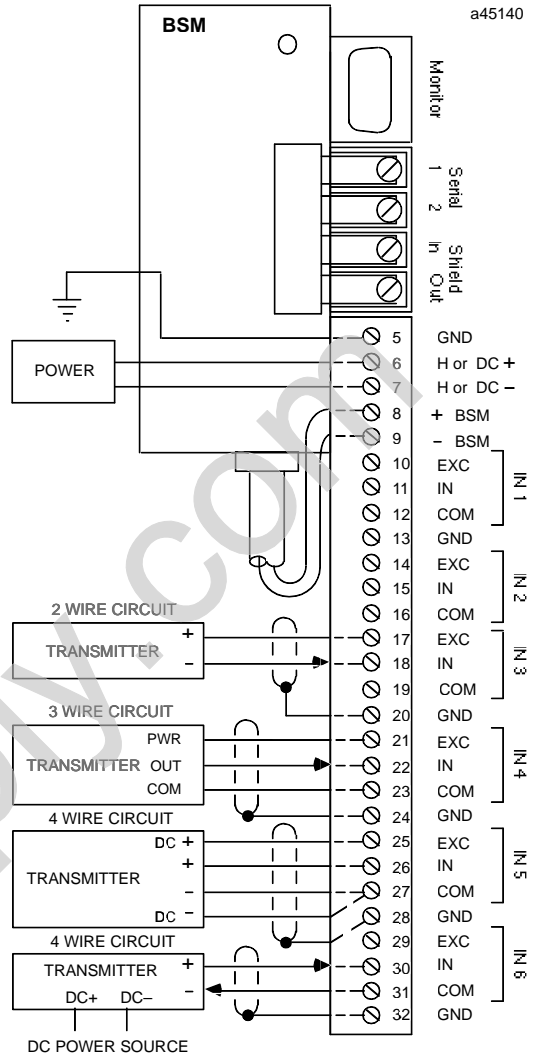 a45140
BSM
Monitor
Serial
1 2
Shield
In Out
5 GND
POWER
6 H or DC +
7 H or DC –
8 + BSM
9 – BSM
10 EXC
11 IN
12 COM
IN 1
13 GND
14 EXC
15 IN
16 COM
IN 2
2 WIRE CIRCUIT
TRANSMITTER
+
–
17 EXC
18 IN
19 COM
IN 3
20 GND
3 WIRE CIRCUIT
TRANSMITTER
PWR
OUT
COM
21 EXC
22 IN
23 COM
IN 4
24 GND
4 WIRE CIRCUIT
TRANSMITTER
DC +
+
–
DC –
25 EXC
26 IN
27 COM
IN 5
28 GND
4 WIRE CIRCUIT
TRANSMITTER
+
–
DC+ DC–
29 EXC
30 IN
31 COM
IN 6
32 GND
DC POWER SOURCE
ply.com